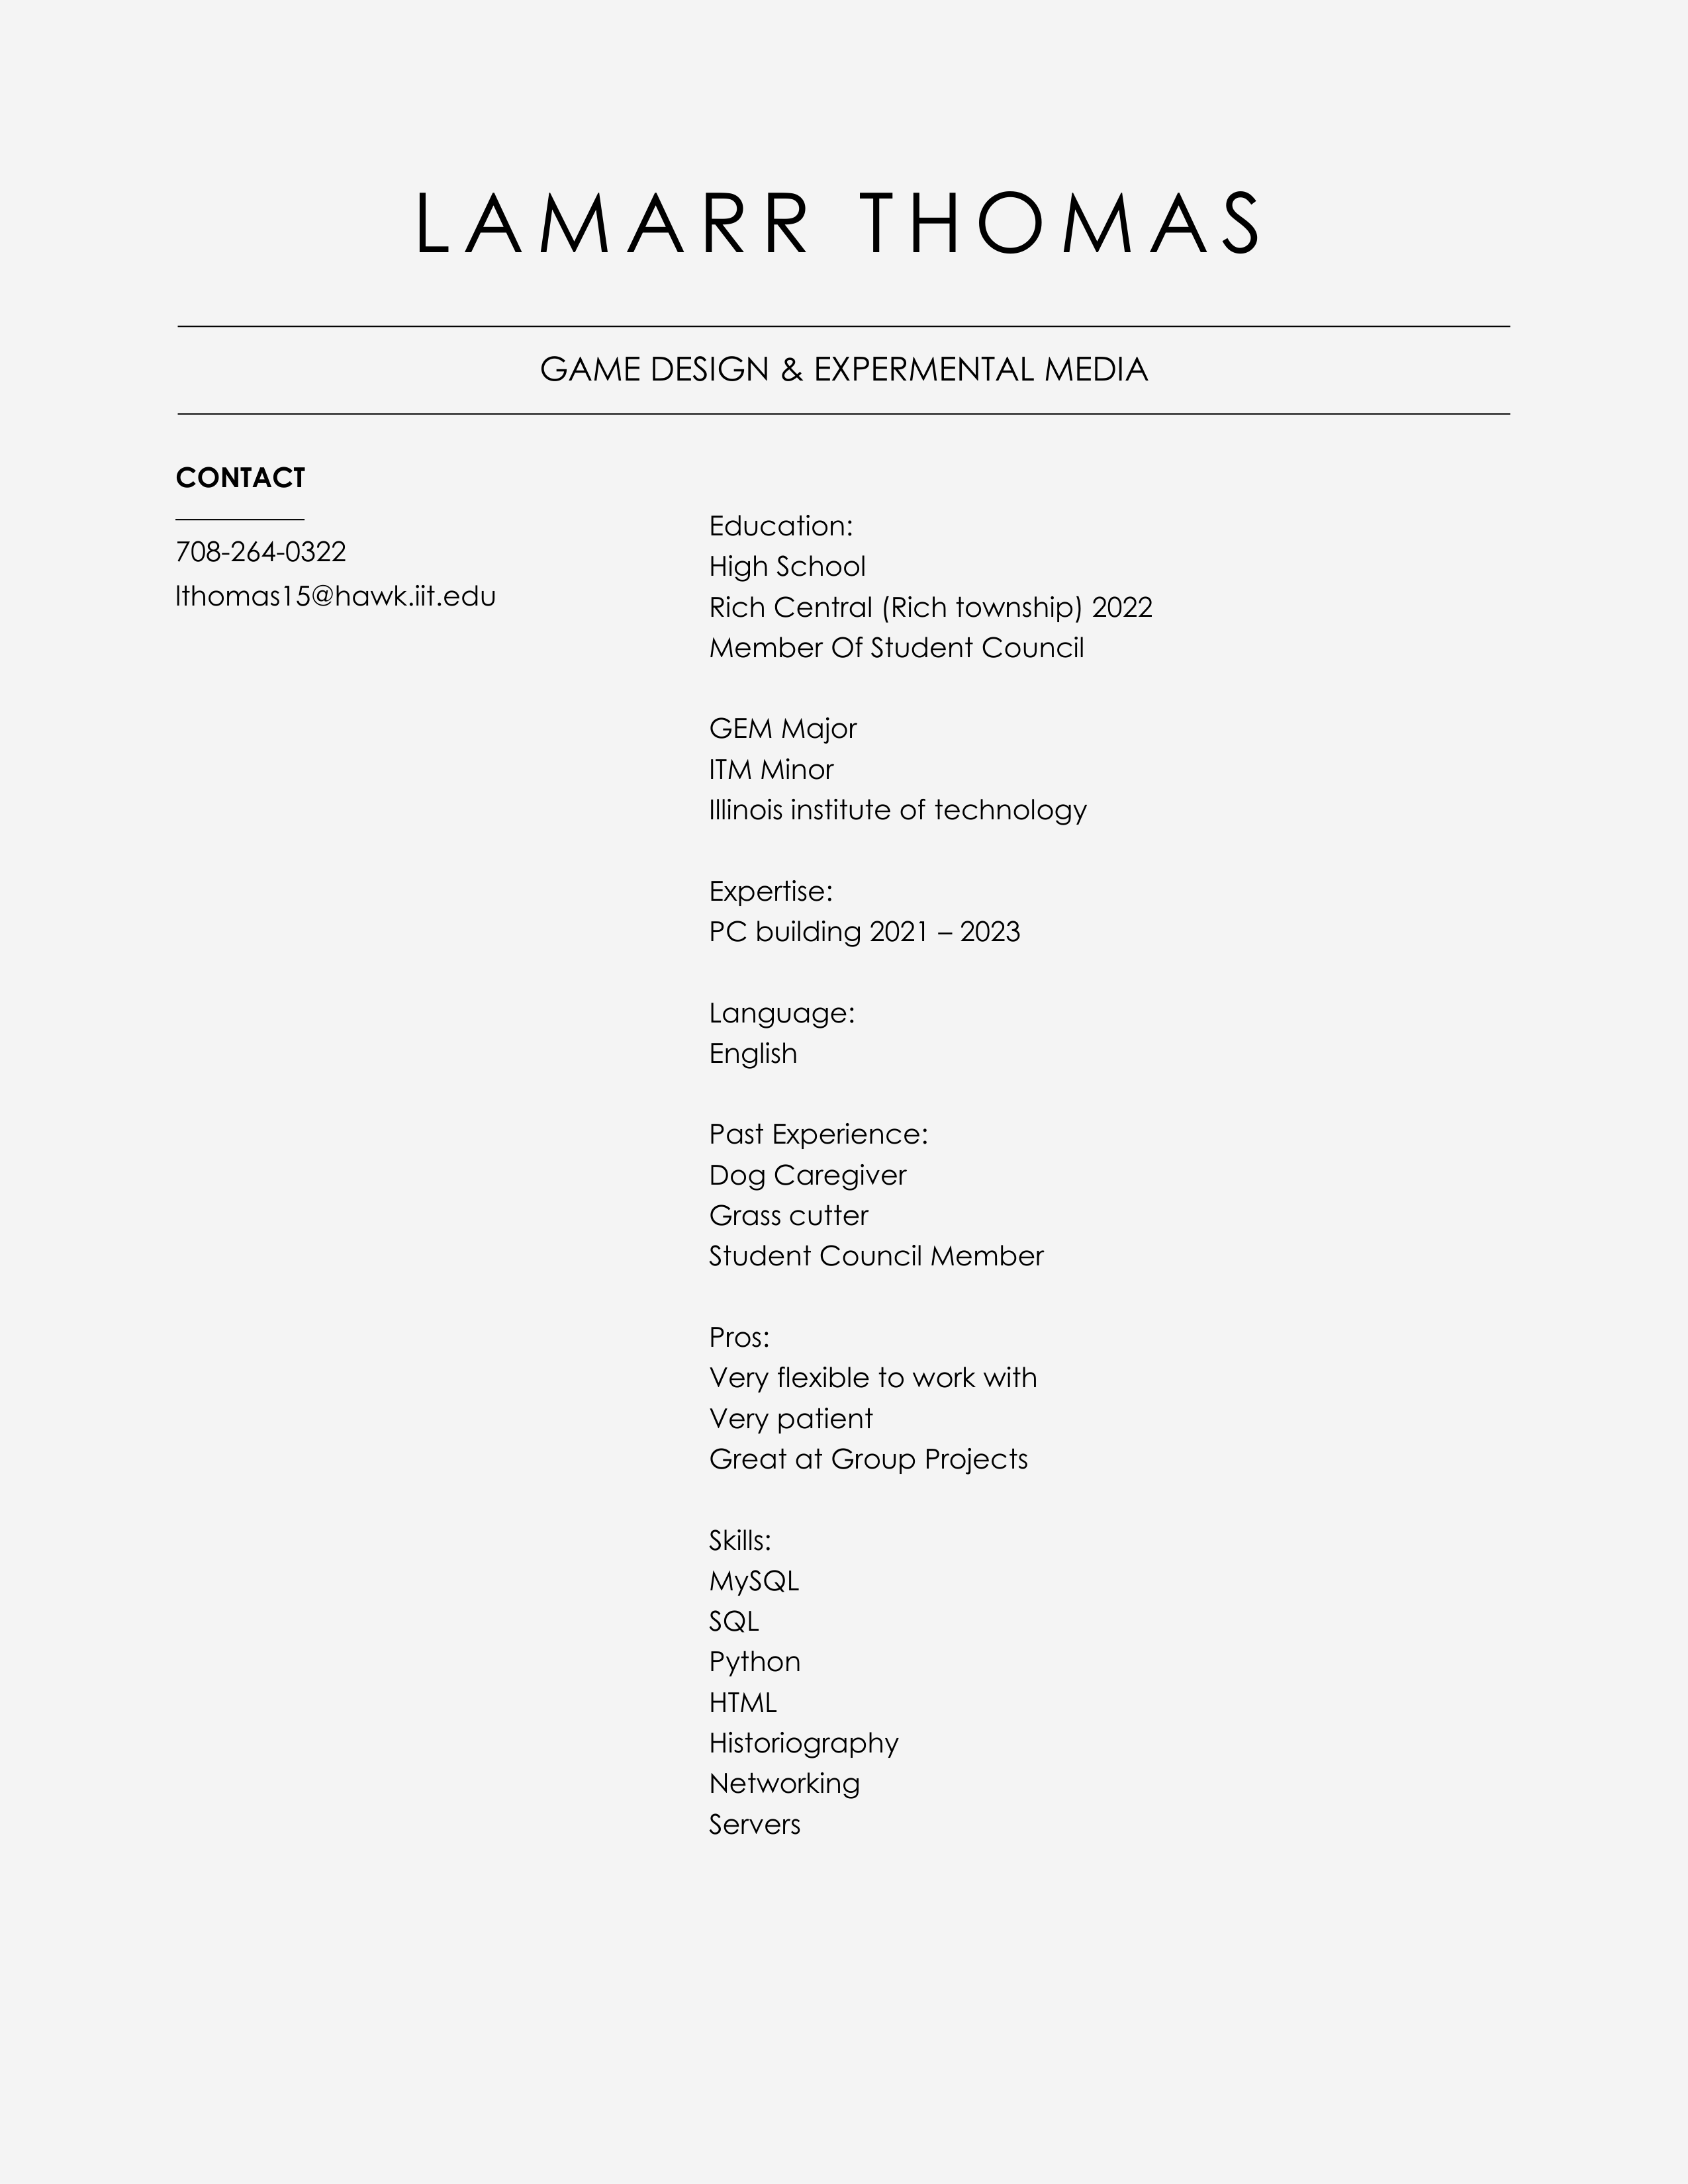 LAMARR THOMAS
GAME DESIGN & EXPERMENTAL MEDIA
CONTACT
708-264-0322
lthomas15@hawk.iit.edu
Education:
High School
Rich Central (Rich township) 2022
Member Of Student Council
GEM Major
ITM Minor
Illinois institute of technology
Expertise:
PC building 2021 – 2023
Language:
English
Past Experience:
Dog Caregiver
Grass cutter
Student Council Member
Pros:
Very flexible to work with
Very patient
Great at Group Projects
Skills:
MySQL
SQL
Python
HTML
Historiography
Networking
Servers